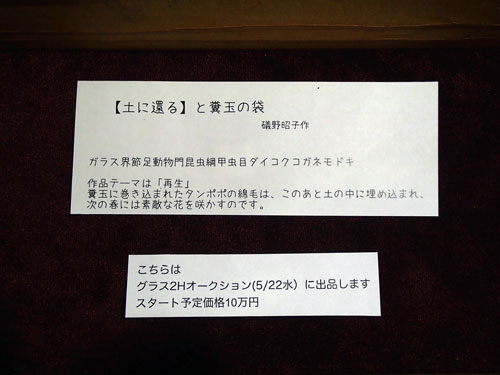 【土に還る】と糞玉の袋
礒野昭子作
ガラス界節足動物門昆虫綱甲虫目ダイコクコガネモドキ
作品テーマは「再生」
糞玉に巻き込まれたタンポポの綿毛は、このあと土の中に埋め込まれ、
次の春には素敵な花を咲かすのです。
こちらは
グラス2Hオークション(5/22水）に出品します
スタート予定価格10万円